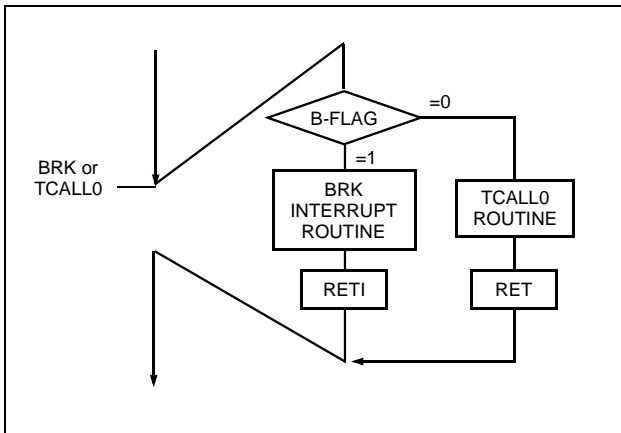 B-FLAG
=0
=1
BRK or
TCALL0
BRK
INTERRUPT
ROUTINE
TCALL0
ROUTINE
RETI
RET